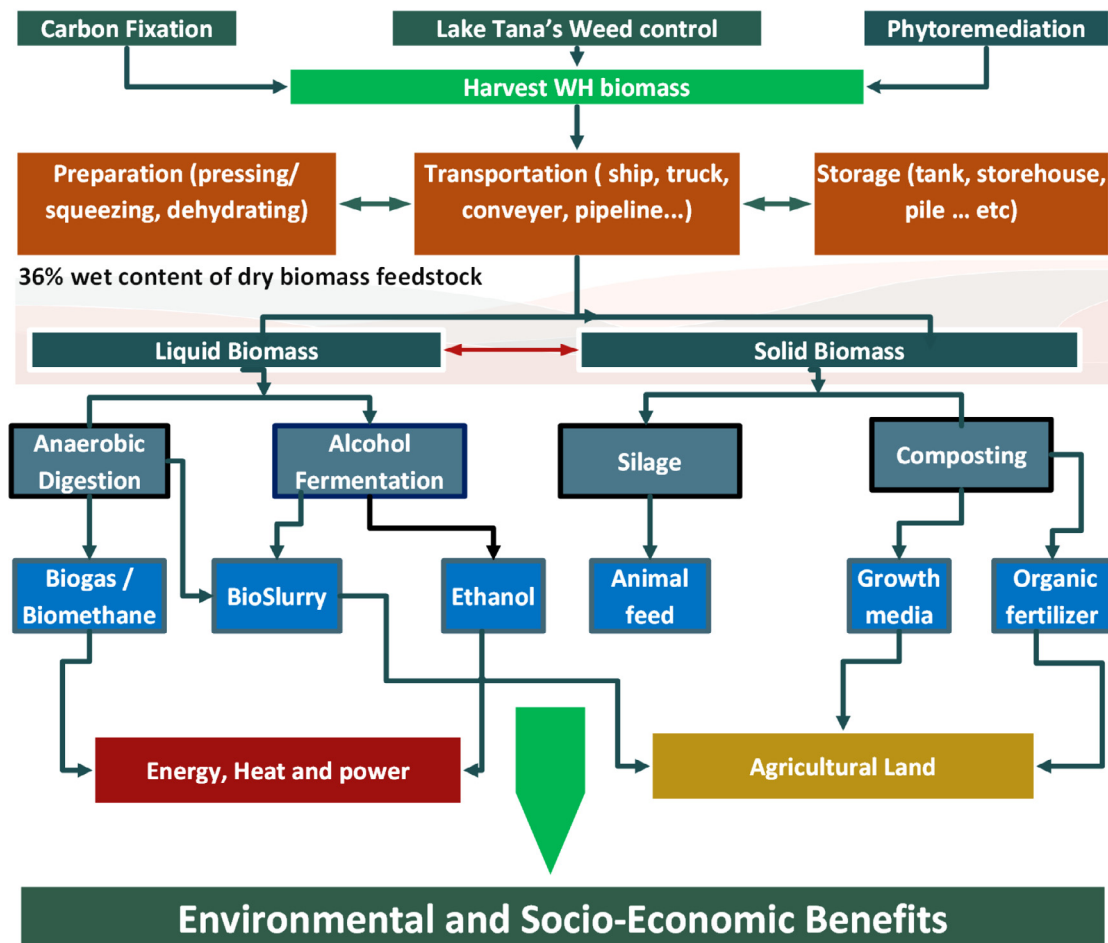 Carbon Fixation
Lake Tana's Weed control
Phytoremediation
Harvest WH biomass
Preparation (pressing/
squeezing, dehydrating)
Transportation ( ship, truck,
conveyer, pipeline...)
Storage (tank, storehouse,
pile ... etc)
36% wet content of dry biomass feedstock
Liquid Biomass
Solid Biomass
Anaerobic
Digestion
Alcohol
Fermentation
Silage
Composting
Biogas /
Biomethane
BioSlurry
Ethanol
Animal
feed
Growth
media
Organic
fertilizer
Energy, Heat and power
Agricultural Land
Environmental and Socio-Economic Benefits